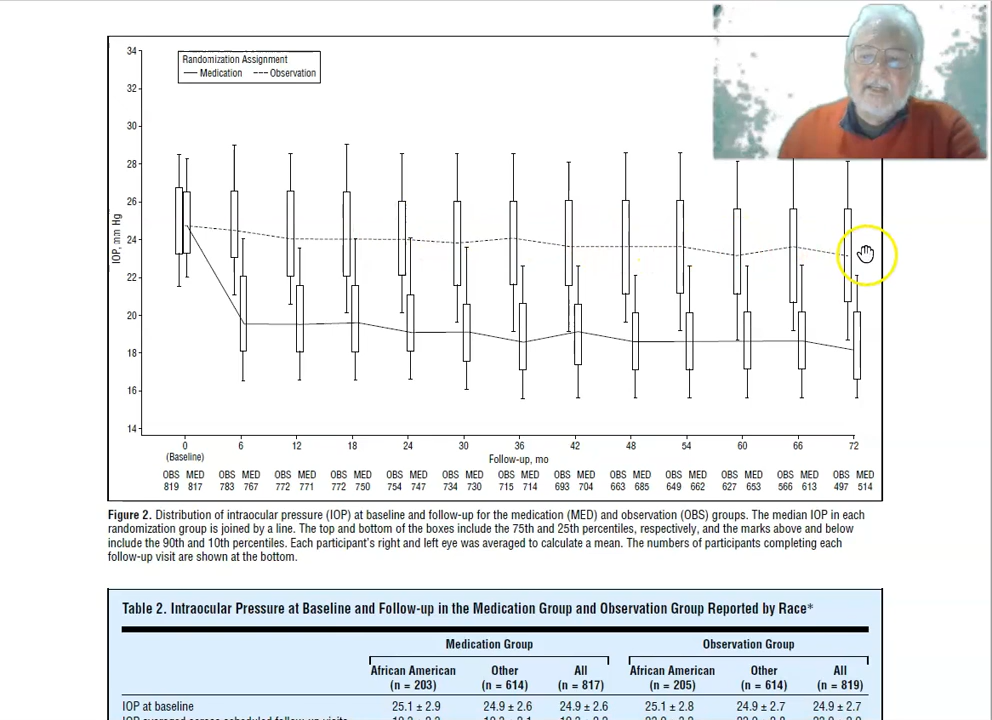 34
Randomization Assignment
Medication Observation
32
30
28
26
24
22
20
18
16
14
IOP, mm Hg
0 6 12 18 24 30 36 42 48 54 60 66 72
(Baseline)
Follow-up, mo
OBS MED OBS MED OBS MED OBS MED OBS MED OBS MED OBS MED OBS MED OBS MED OBS MED OBS MED OBS MED OBS MED
819 817 783 767 772 771 772 750 754 747 734 730 715 714 693 704 663 685 649 662 627 653 566 613 497 514
Figure 2. Distribution of intraocular pressure (IOP) at baseline and follow-up for the medication (MED) and observation (OBS) groups. The median IOP in each
randomization group is joined by a line. The top and bottom of the boxes include the 75th and 25th percentiles, respectively, and the marks above and below
include the 90th and 10th percentiles. Each participant's right and left eye was averaged to calculate a mean. The numbers of participants completing each
follow-up visit are shown at the bottom.
Table 2. Intraocular Pressure at Baseline and Follow-up in the Medication Group and Observation Group Reported by Race*
Medication Group Observation Group
African American Other All African American Other All
(n = 203) (n = 614) (n = 817) (n = 205) (n = 614) (n = 819)
IOP at baseline 25.1 ± 2.9 24.9 ± 2.6 24.9 ± 2.6 25.1 ± 2.8 24.9 ± 2.7 24.9 ± 2.7